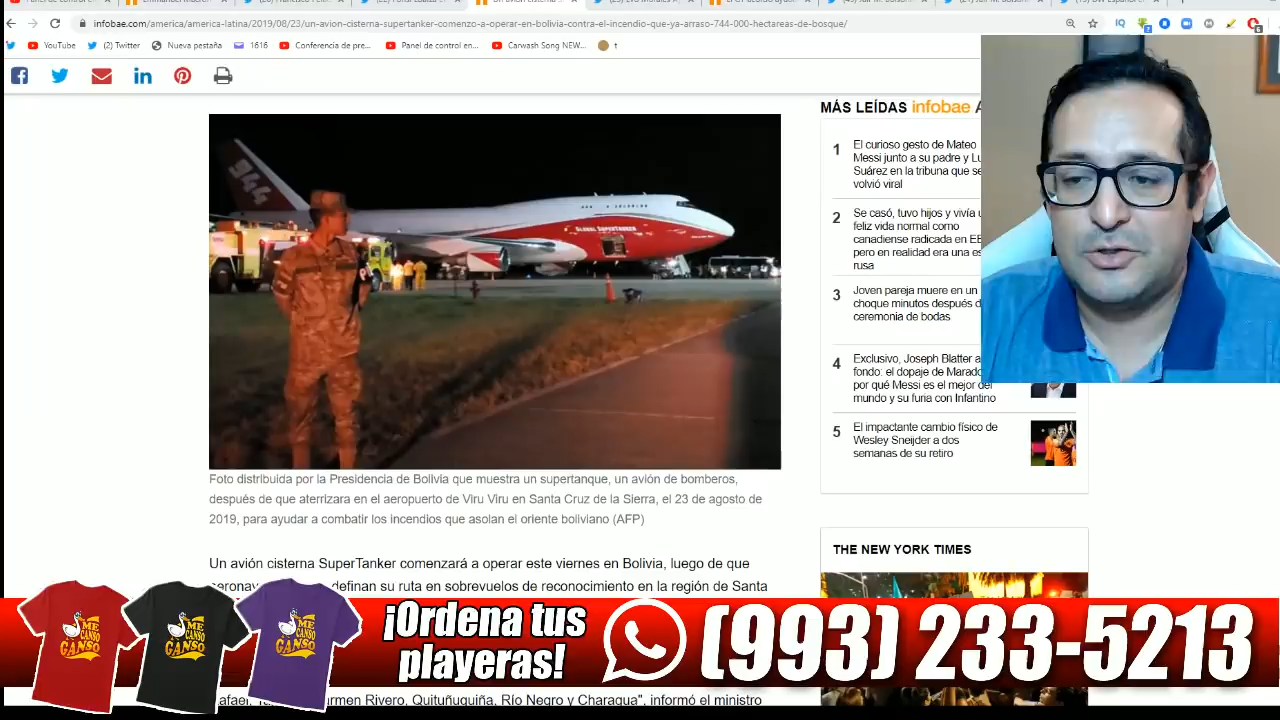 infobae.com/america/america-latina/2019/08/23/un-avion-cisterna-supertanker-comenzo-a-operar-en-bolivia-contra-el-incendio-que-ya-arraso-744-000-hectareas-de-bosque/
YouTube
(2) Twitter
Nueva pestaña
1616
Conferencia de pre...
Panel de control en...
Carwash Song NEW...
t
944
GLOBAL SUPERTANKER
Foto distribuida por la Presidencia de Bolivia que muestra un supertanque, un avión de bomberos,
después de que aterrizara en el aeropuerto de Viru Viru en Santa Cruz de la Sierra, el 23 de agosto de
2019, para ayudar a combatir los incendios que asolan el oriente boliviano (AFP)
Un avión cisterna SuperTanker comenzará a operar este viernes en Bolivia, luego de que
definan su ruta en sobrevuelos de reconocimiento en la región de Santa
Rivero, Quituñuquiña, Río Negro y Charagua", informó el ministro
MÁS LEÍDAS infobae
1
El curioso gesto de Mateo
Messi junto a su padre y
Suárez en la tribuna que se
volvió viral
2
Se casó, tuvo hijos y vivía
feliz vida normal como
canadiense radicada en
pero en realidad era una
rusa
3
Joven pareja muere en un
choque minutos después
ceremonia de bodas
4
Exclusivo, Joseph Blatter a
fondo: el dopaje de
por qué Messi es el mejor del
mundo y su furia con Infantino
5
El impactante cambio físico de
Wesley Sneijder a dos
semanas de su retiro
THE NEW YORK TIMES
ME
CANSO
GANSO
ME
CANSO
GANSO
ME
CANSO
GANSO
¡Ordena tus
playeras!
(993) 233-5213